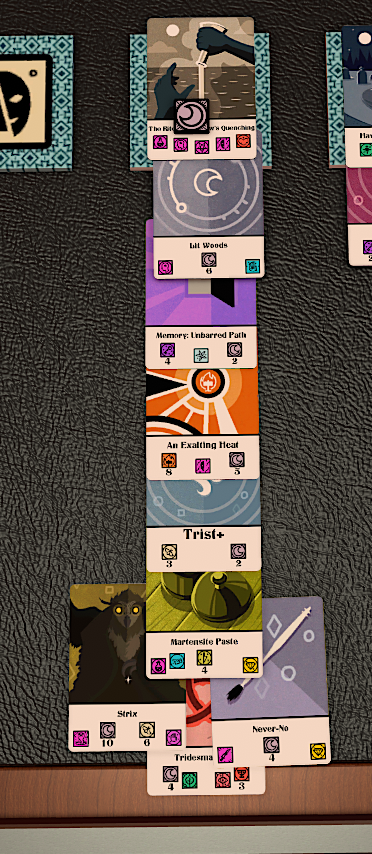 The
Quenching
Lit Woods
6
Memory: Unbarred Path
4 2
An Exalting Heat
8 5
Trist+
3 2
Martensite Paste
4
Strix
10 6
Never-No
4
Tridesma
4 3